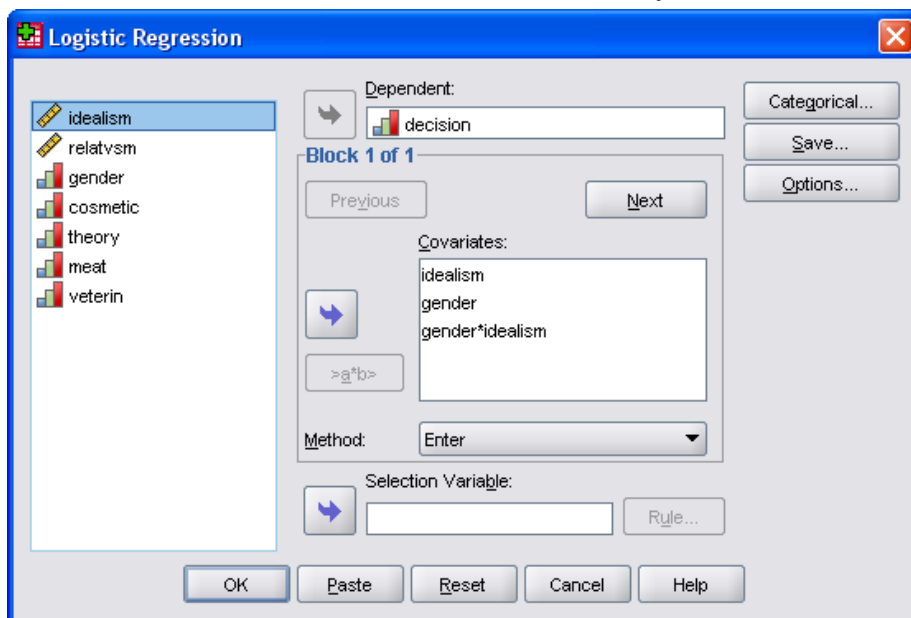 Logistic Regression
idealism
relatvsm
gender
cosmetic
theory
meat
veterin
Dependent:
decision
Block 1 of 1
Previous
Next
Covariates:
idealism
gender
gender*idealism
>a*b>
Method:
Enter
Selection Variable:
Rule...
Categorical...
Save...
Options...
OK
Paste
Reset
Cancel
Help